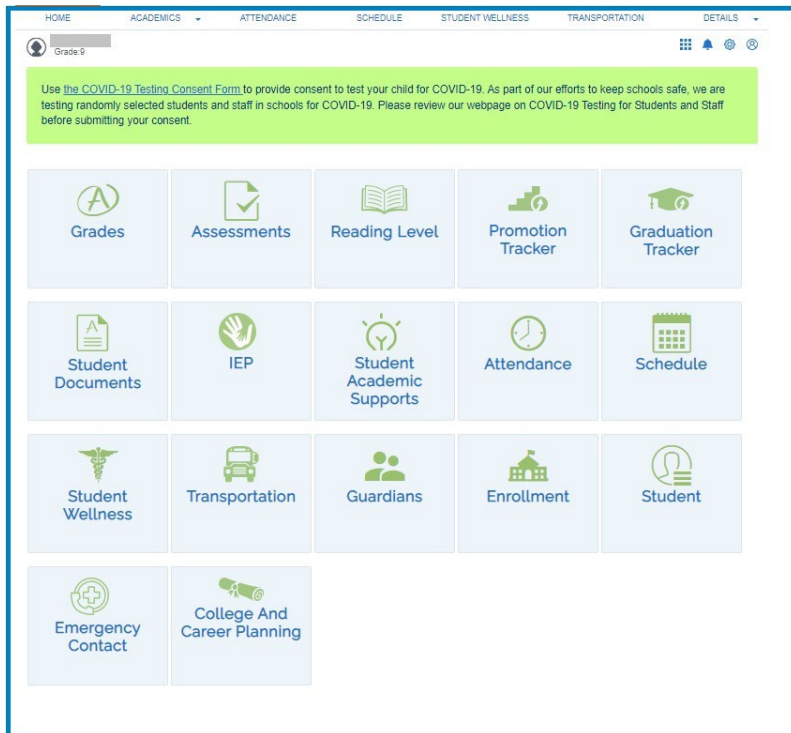 HOME ACADEMICS ATTENDANCE SCHEDULE STUDENT WELLNESS TRANSPORTATION DETAILS
Grade:9
Use the COVID-19 Testing Consent Form to provide consent to test your child for COVID-19. As part of our efforts to keep schools safe, we are
testing randomly selected students and staff in schools for COVID-19. Please review our webpage on COVID-19 Testing for Students and Staff
before submitting your consent.
Grades
Assessments
Reading Level
Promotion
Tracker
Graduation
Tracker
Student
Documents
IEP
Student
Academic
Supports
Attendance
Schedule
Student
Wellness
Transportation
Guardians
Enrollment
Student
Emergency
Contact
College And
Career Planning